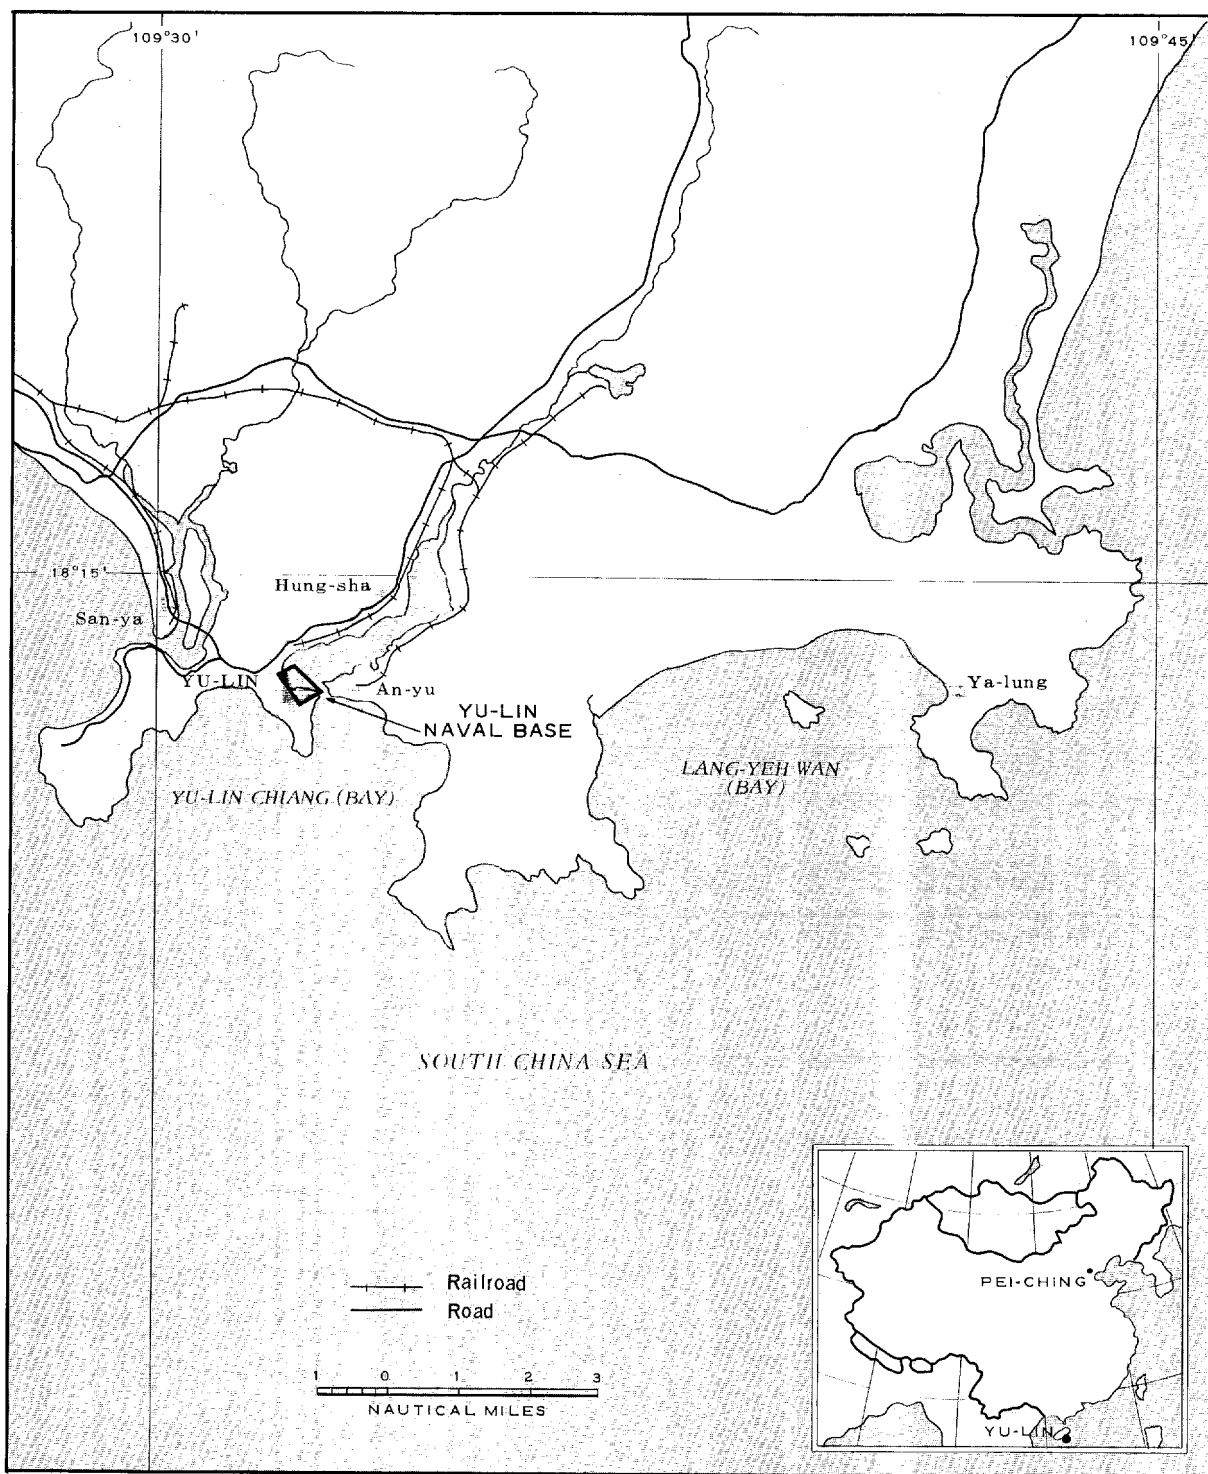 109°30'
109°45'
18°15'
Hung-sha
San-ya
YU-LIN
An-yu
Ya-lung
YU-LIN
NAVAL BASE
LANG-YEH WAN
(BAY)
YU-LIN CHIANG (BAY)
SOUTH CHINA SEA
PEI-CHING
Railroad
Road
1 0 1 2 3
NAUTICAL MILES
YU-LIN